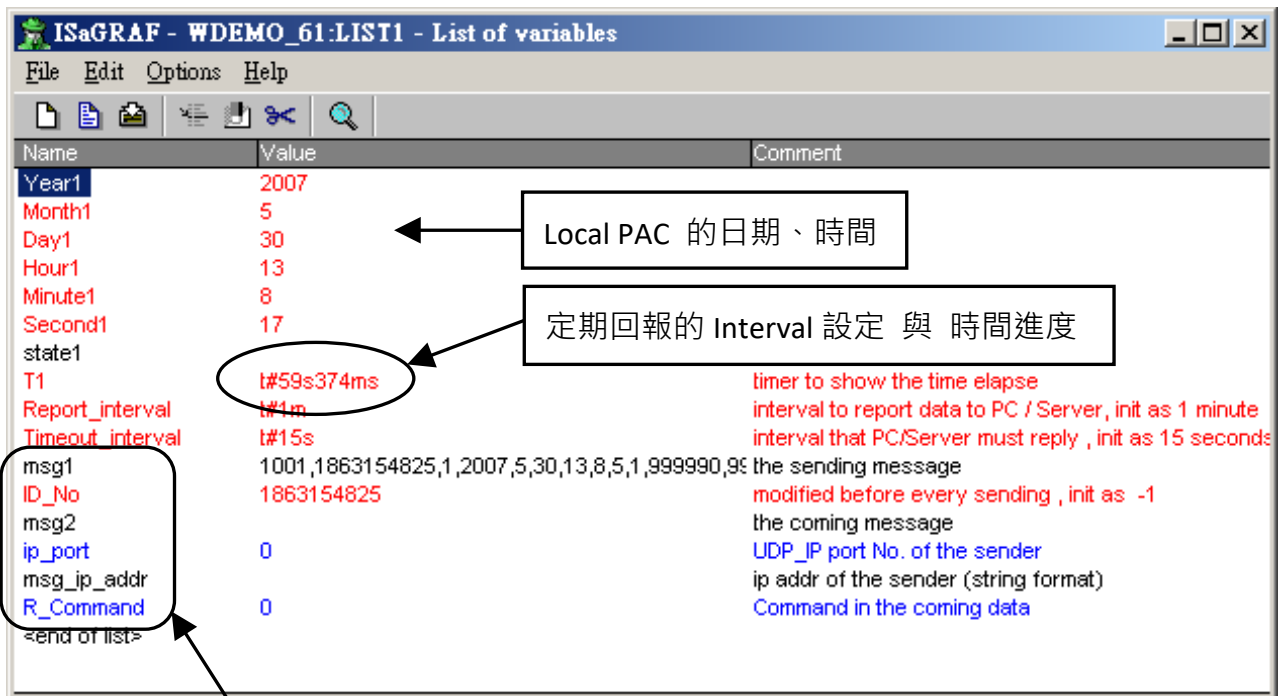 ISaGRAF - WDEMO_61:LIST1 - List of variables
File Edit Options Help
Name Value Comment
Year1 2007
Month1 5
Local PAC 的日期、時間
Day1 30
Hour1 13
Minute1 8
Second1 17
定期回報的 Interval 設定 與 時間進度
state1
T1 t#59s374ms timer to show the time elapse
Report_interval t#1m interval to report data to PC / Server, init as 1 minute
Timeout_interval t#15s interval that PC/Server must reply , init as 15 seconds
msg1 1001,1863154825,1,2007,5,30,13,8,5,1,999990,99 the sending message
ID_No 1863154825 modified before every sending , init as -1
msg2 the coming message
ip_port 0 UDP_IP port No. of the sender
msg_ip_addr ip addr of the sender (string format)
R_Command 0 Command in the coming data
<end of list>